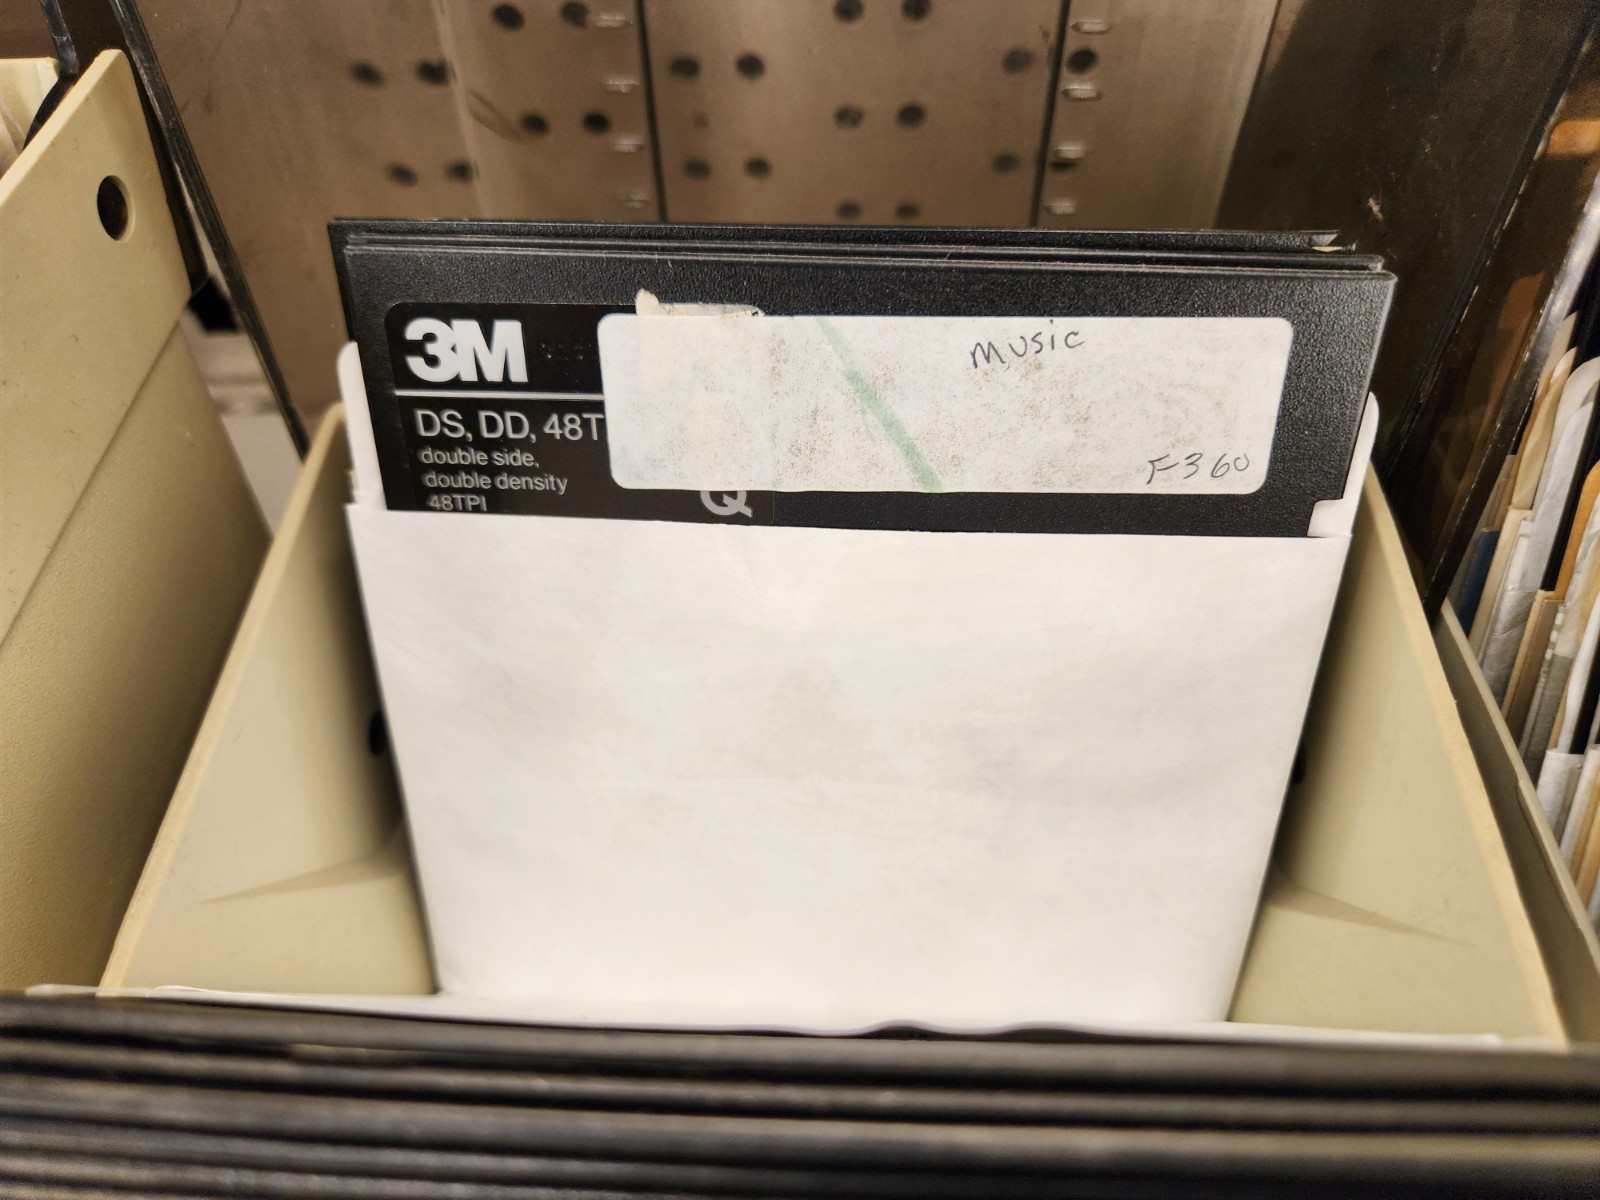 3M
DS, DD, 48T
double side,
double density
48TPI
Q
music
F360